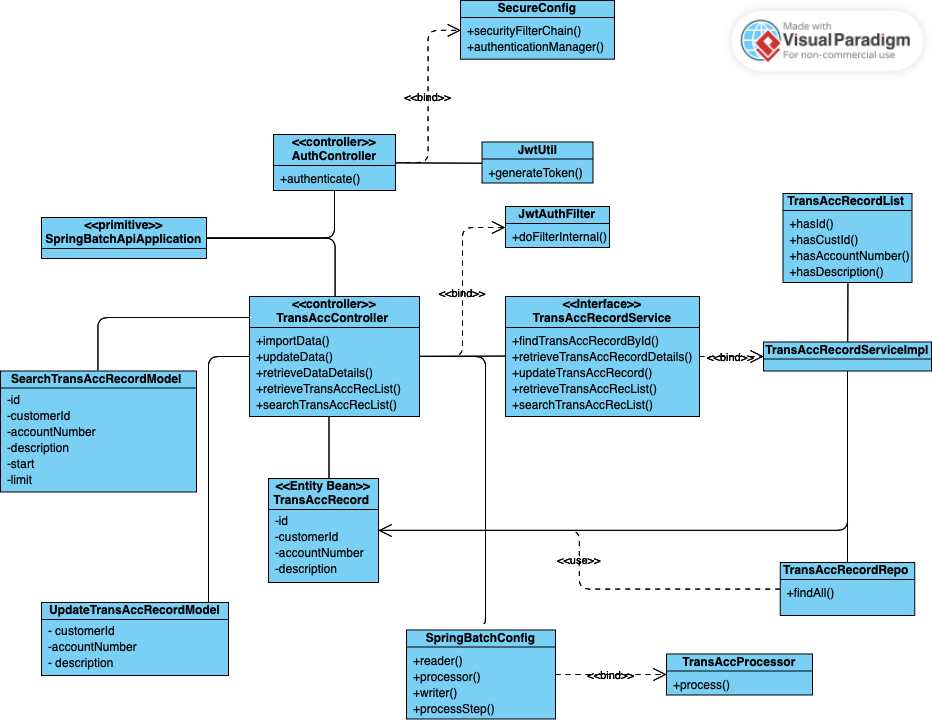 SecureConfig
+securityFilterChain()
+authenticationManager()
Made with
Visual Paradigm
For non-commercial use
<<bind>>
<<controller>>
AuthController
+authenticate()
JwtUtil
+generateToken()
<<primitive>>
SpringBatchApiApplication
JwtAuthFilter
+doFilterInternal()
TransAccRecordList
+hasId()
+hasCustId()
+hasAccountNumber()
+hasDescription()
<<bind>>
<<controller>>
TransAccController
+importData()
+updateData()
+retrieveDataDetails()
+retrieveTransAccRecList()
+searchTransAccRecList()
<<Interface>>
TransAccRecordService
+findTransAccRecordById()
+retrieveTransAccRecordDetails()
+updateTransAccRecord()
+retrieveTransAccRecList()
+searchTransAccRecList()
<<bind>>
TransAccRecordServiceImpl
SearchTransAccRecordModel
-id
-customerId
-accountNumber
-description
-start
-limit
<<Entity Bean>>
TransAccRecord
-id
-customerId
-accountNumber
-description
<<use>>
TransAccRecordRepo
+findAll()
UpdateTransAccRecordModel
- customerId
-accountNumber
- description
SpringBatchConfig
+reader()
+processor()
+writer()
+processStep()
<<bind>>
TransAccProcessor
+process()